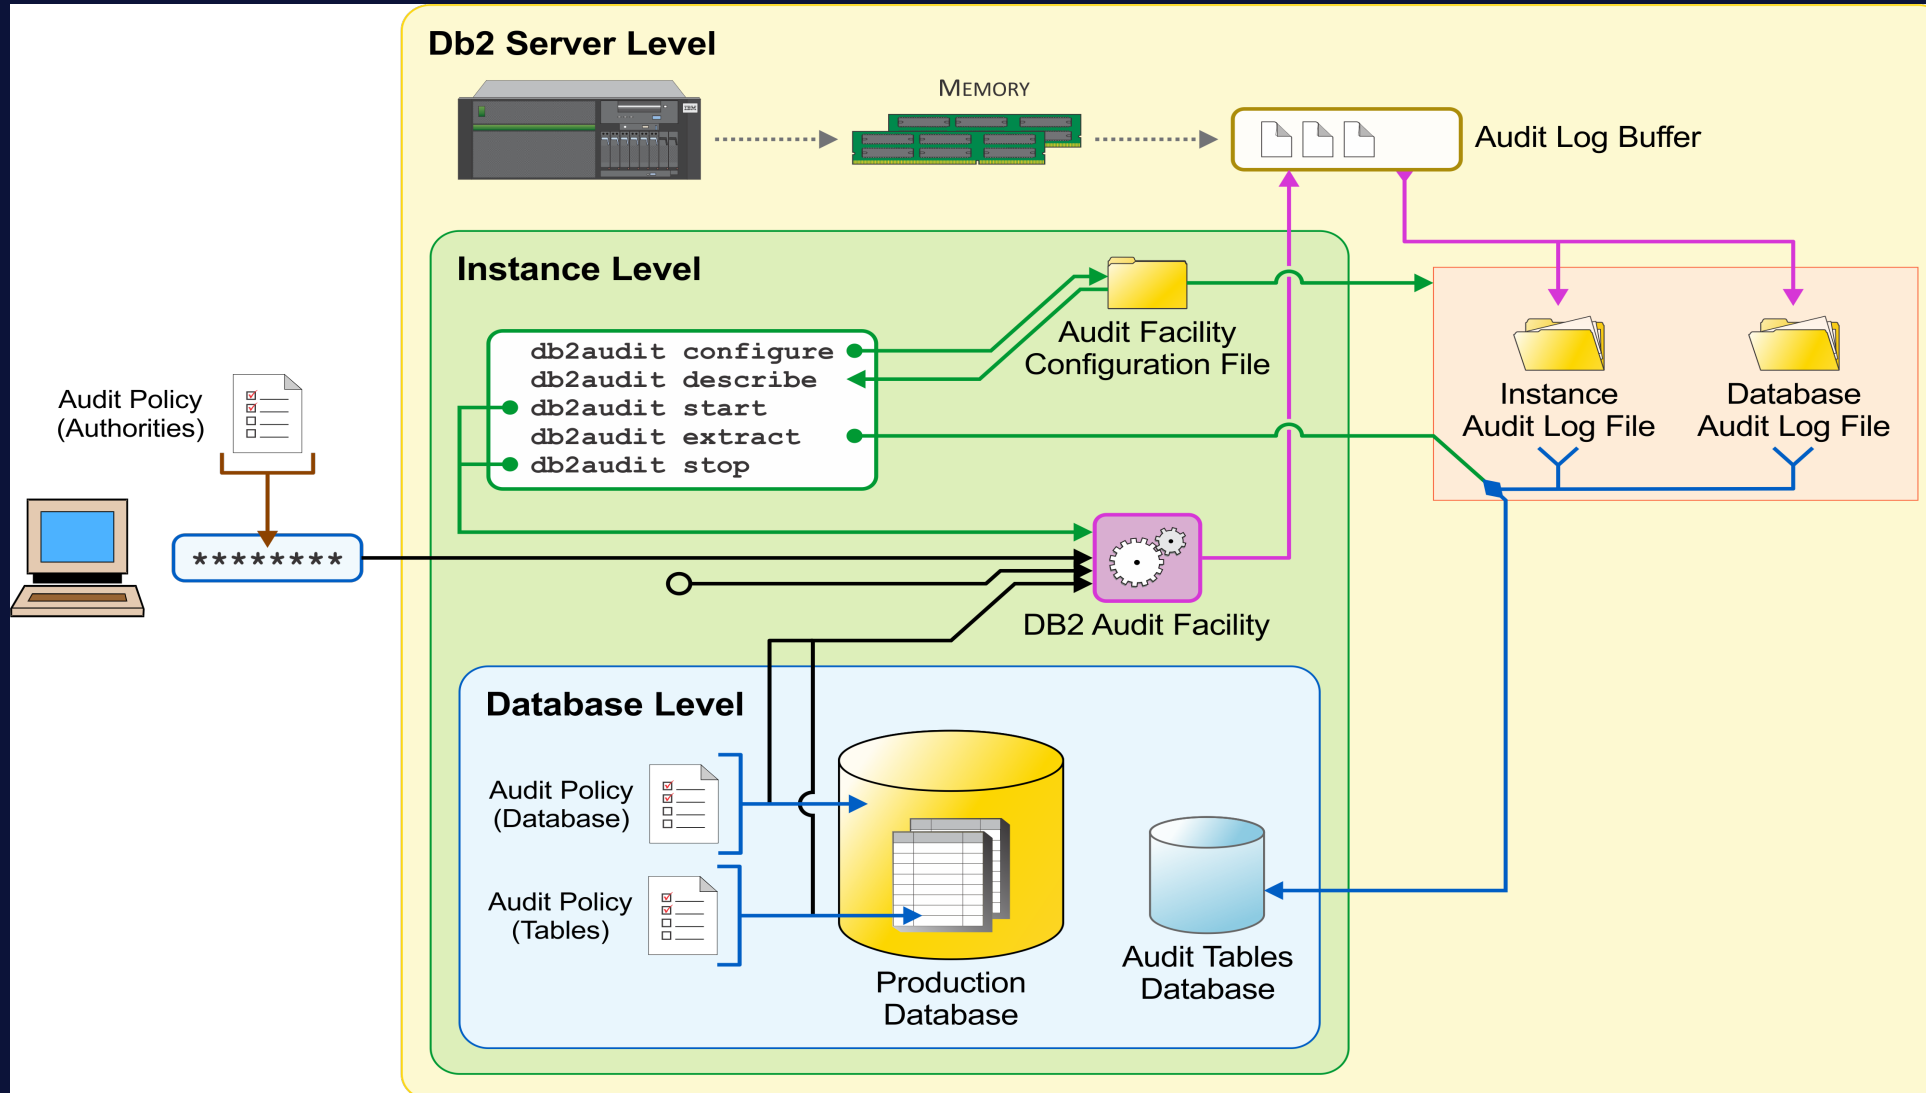 Db2 Server Level
MEMORY
IBM
Audit Log Buffer
Instance Level
Audit Facility
Configuration File
db2audit configure
db2audit describe
db2audit start
db2audit extract
db2audit stop
Instance
Audit Log File
Database
Audit Log File
Audit Policy
(Authorities)
********
DB2 Audit Facility
Database Level
Audit Policy
(Database)
Audit Policy
(Tables)
Production
Database
Audit Tables
Database